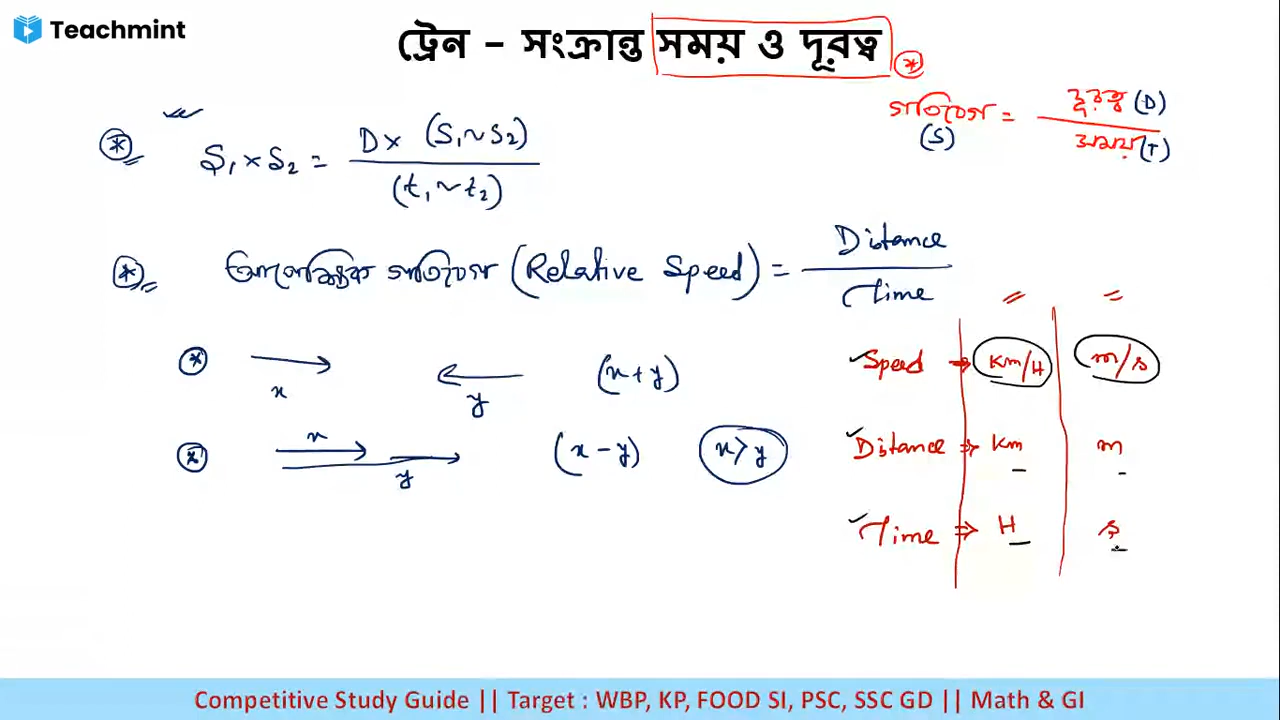 Teachmint
ট্রেন – সংক্রান্ত সময় ও দূরত্ব
*
গতিবেগ (S) = দূরত্ব (D) / সময় (T)
* S₁ × S₂ = D × (S₁ ~ S₂) / (t₁ ~ t₂)
* আপেক্ষিক গতিবেগ (Relative Speed) = Distance / Time
* x y (x + y)
* x y (x – y) x > y
Speed → Km/H m/s
Distance → Km m
Time → H s
Competitive Study Guide || Target : WBP, KP, FOOD SI, PSC, SSC GD || Math & GI